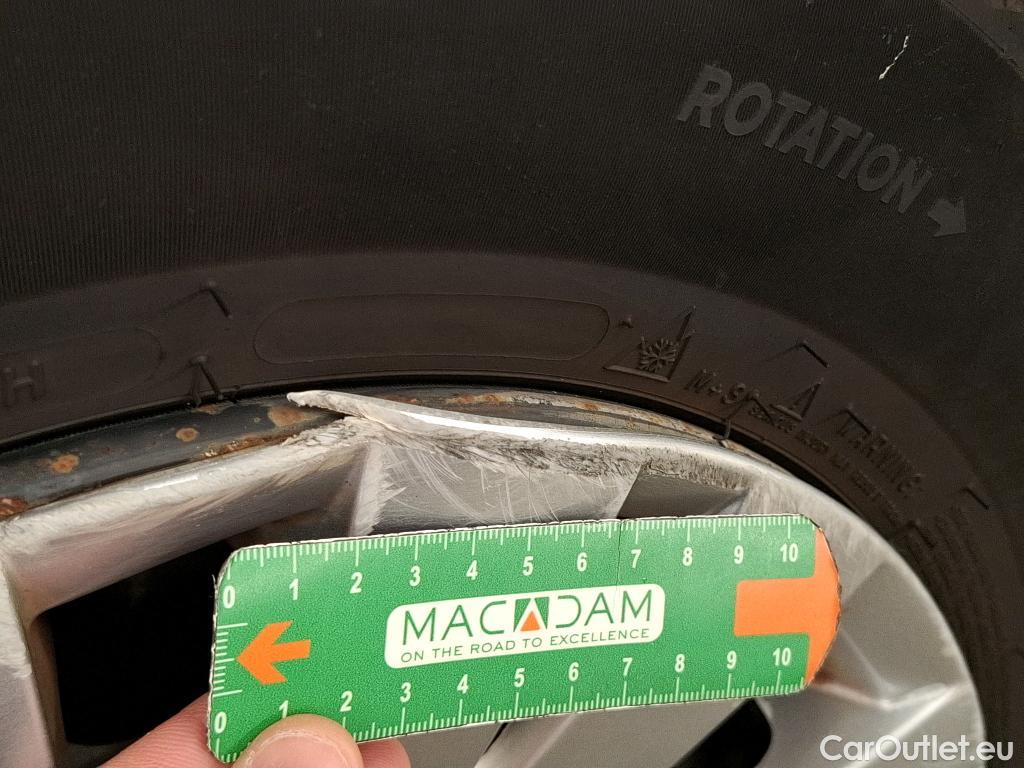 ROTATION
H
M+S
WARNING:
0 1 2 3 4 5 6 7 8 9 10
MACADAM
ON THE ROAD TO EXCELLENCE
0 1 2 3 4 5 6 7 8 9 10
CarOutlet.eu